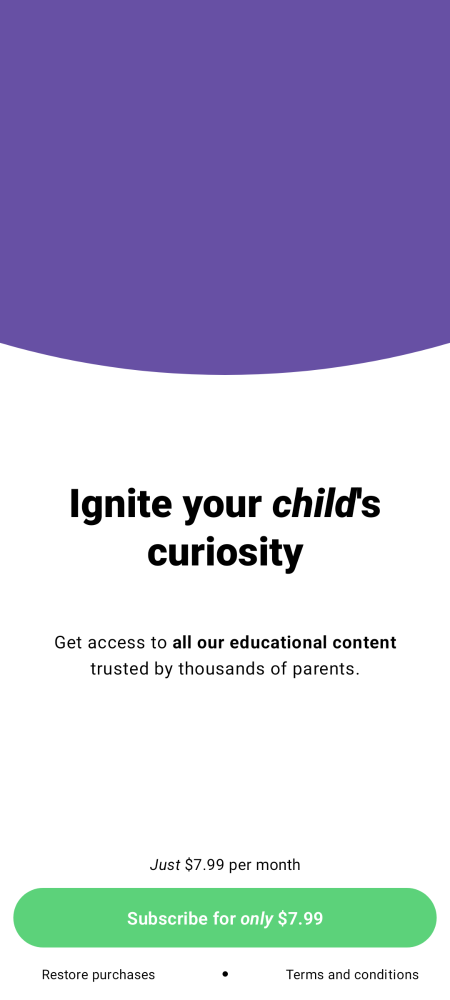 Ignite your child's
curiosity
Get access to all our educational content
trusted by thousands of parents.
Just $7.99 per month
Subscribe for only $7.99
Restore purchases • Terms and conditions